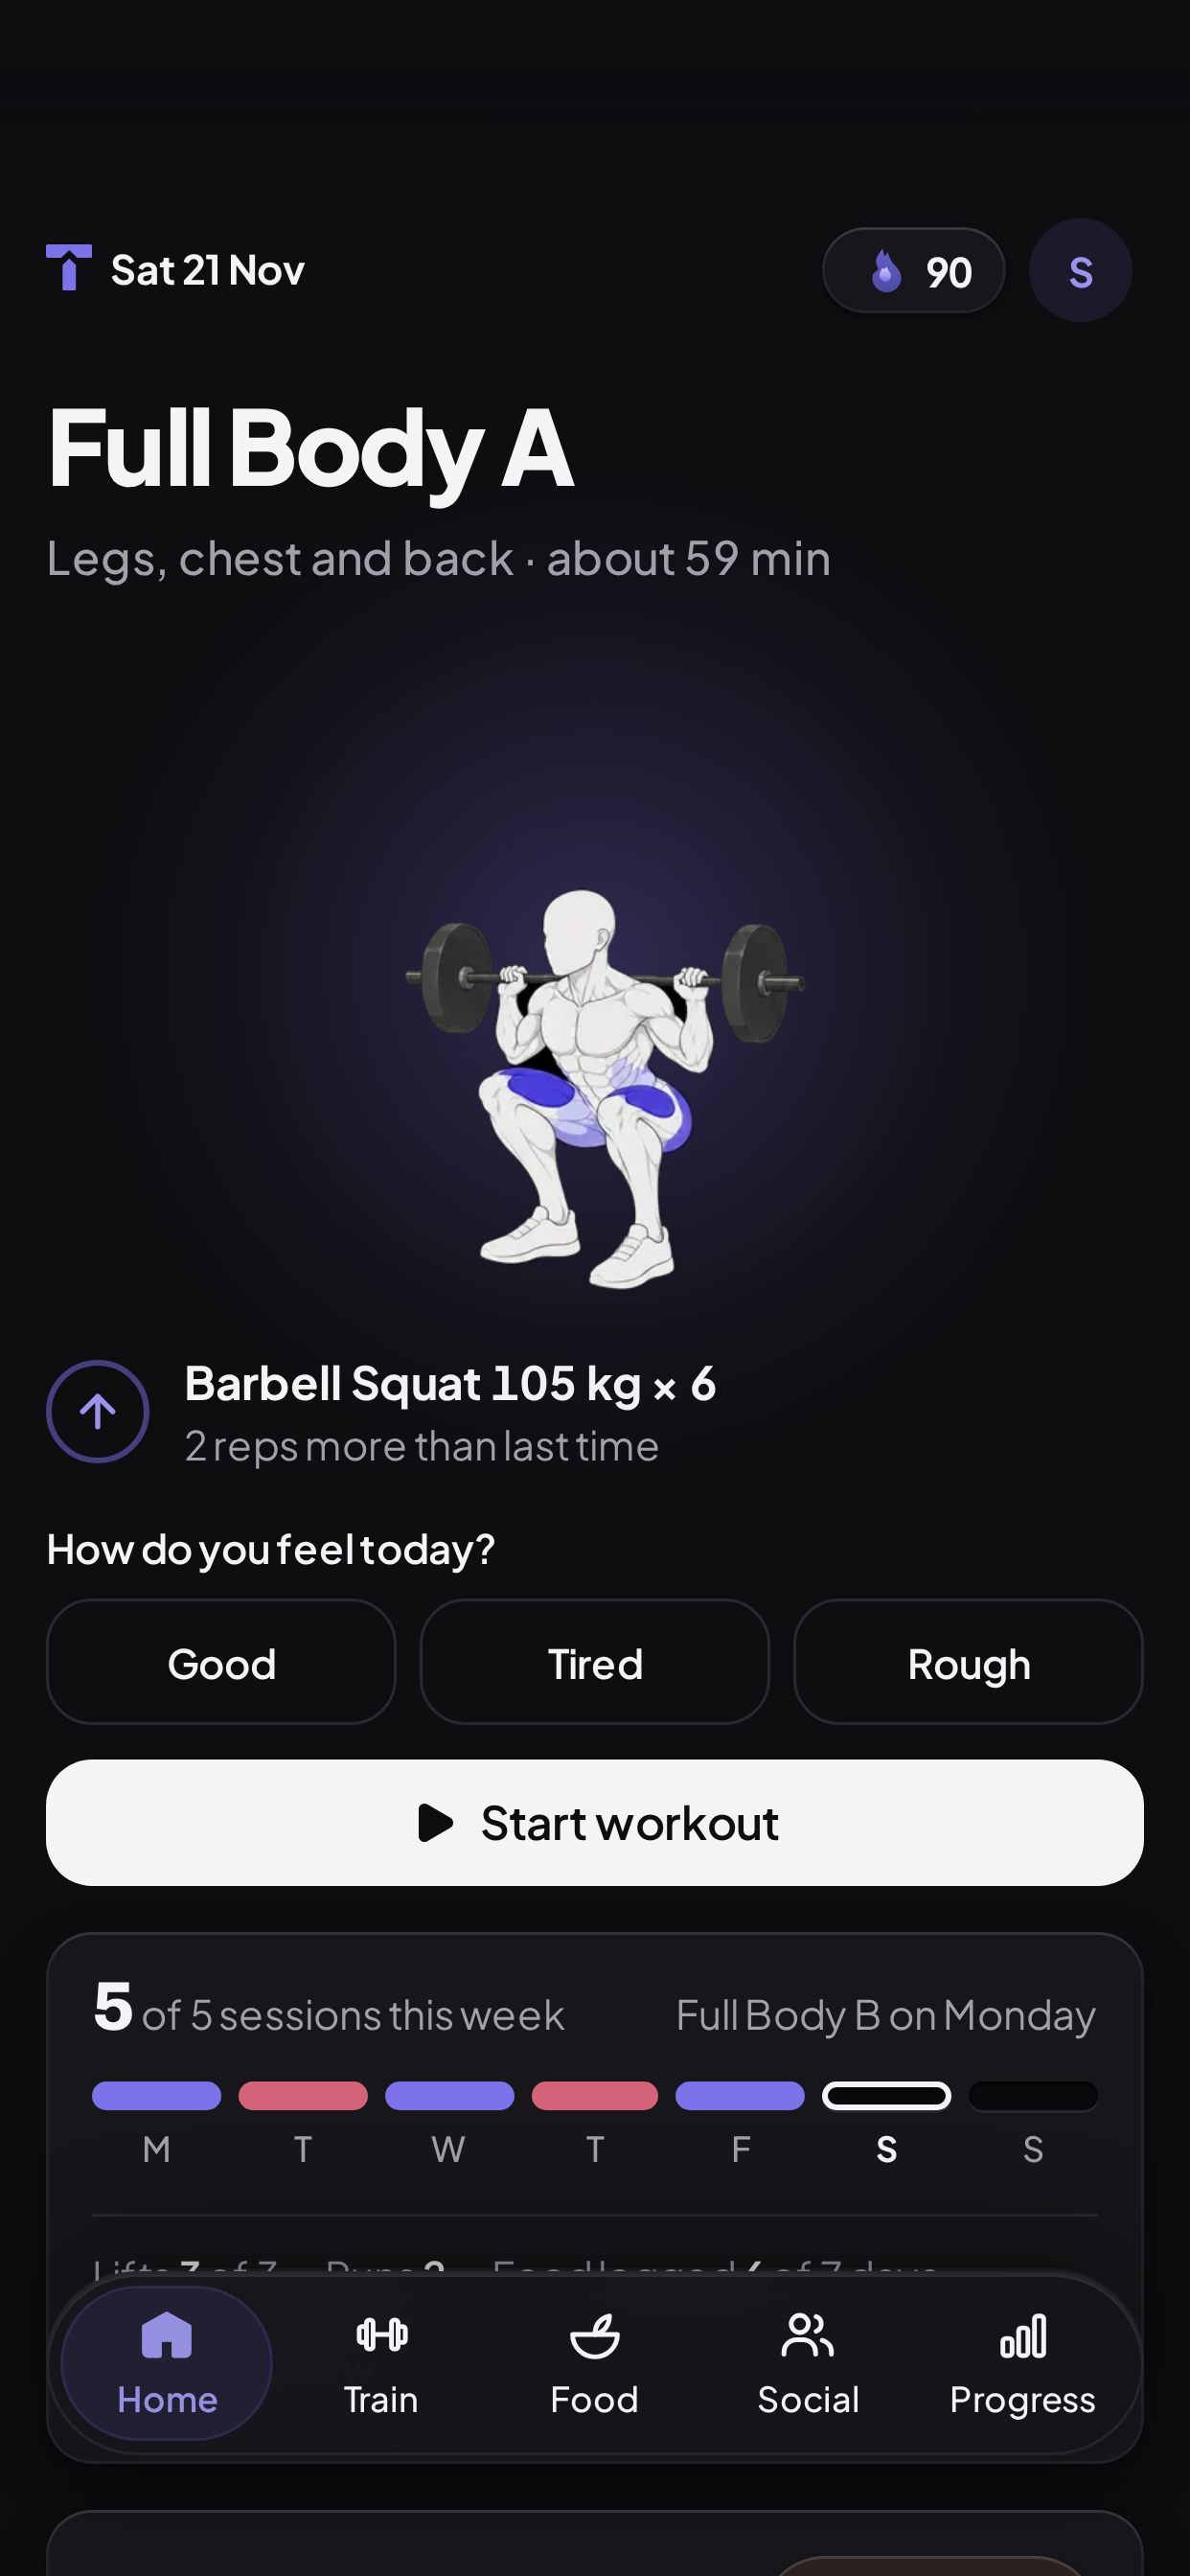 Sat 21 Nov
90
S
Full Body A
Legs, chest and back · about 59 min
Barbell Squat 105 kg × 6
2 reps more than last time
How do you feel today?
Good
Tired
Rough
Start workout
5 of 5 sessions this week
Full Body B on Monday
M T W T F S S
Home
Train
Food
Social
Progress